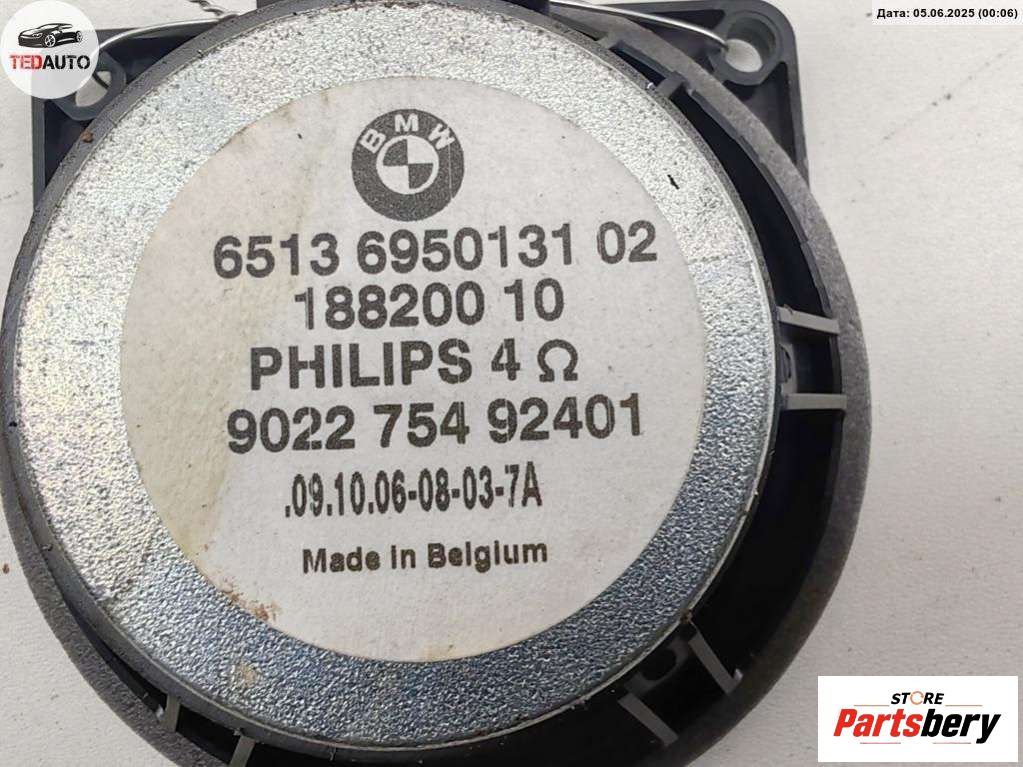 Дата: 05.06.2025 (00:06)
TEDAUTO
BMW
6513 6950131 02
188200 10
PHILIPS 4 Ω
9022 754 92401
.09.10.06-08-03-7A
Made in Belgium
STORE
Partsbery